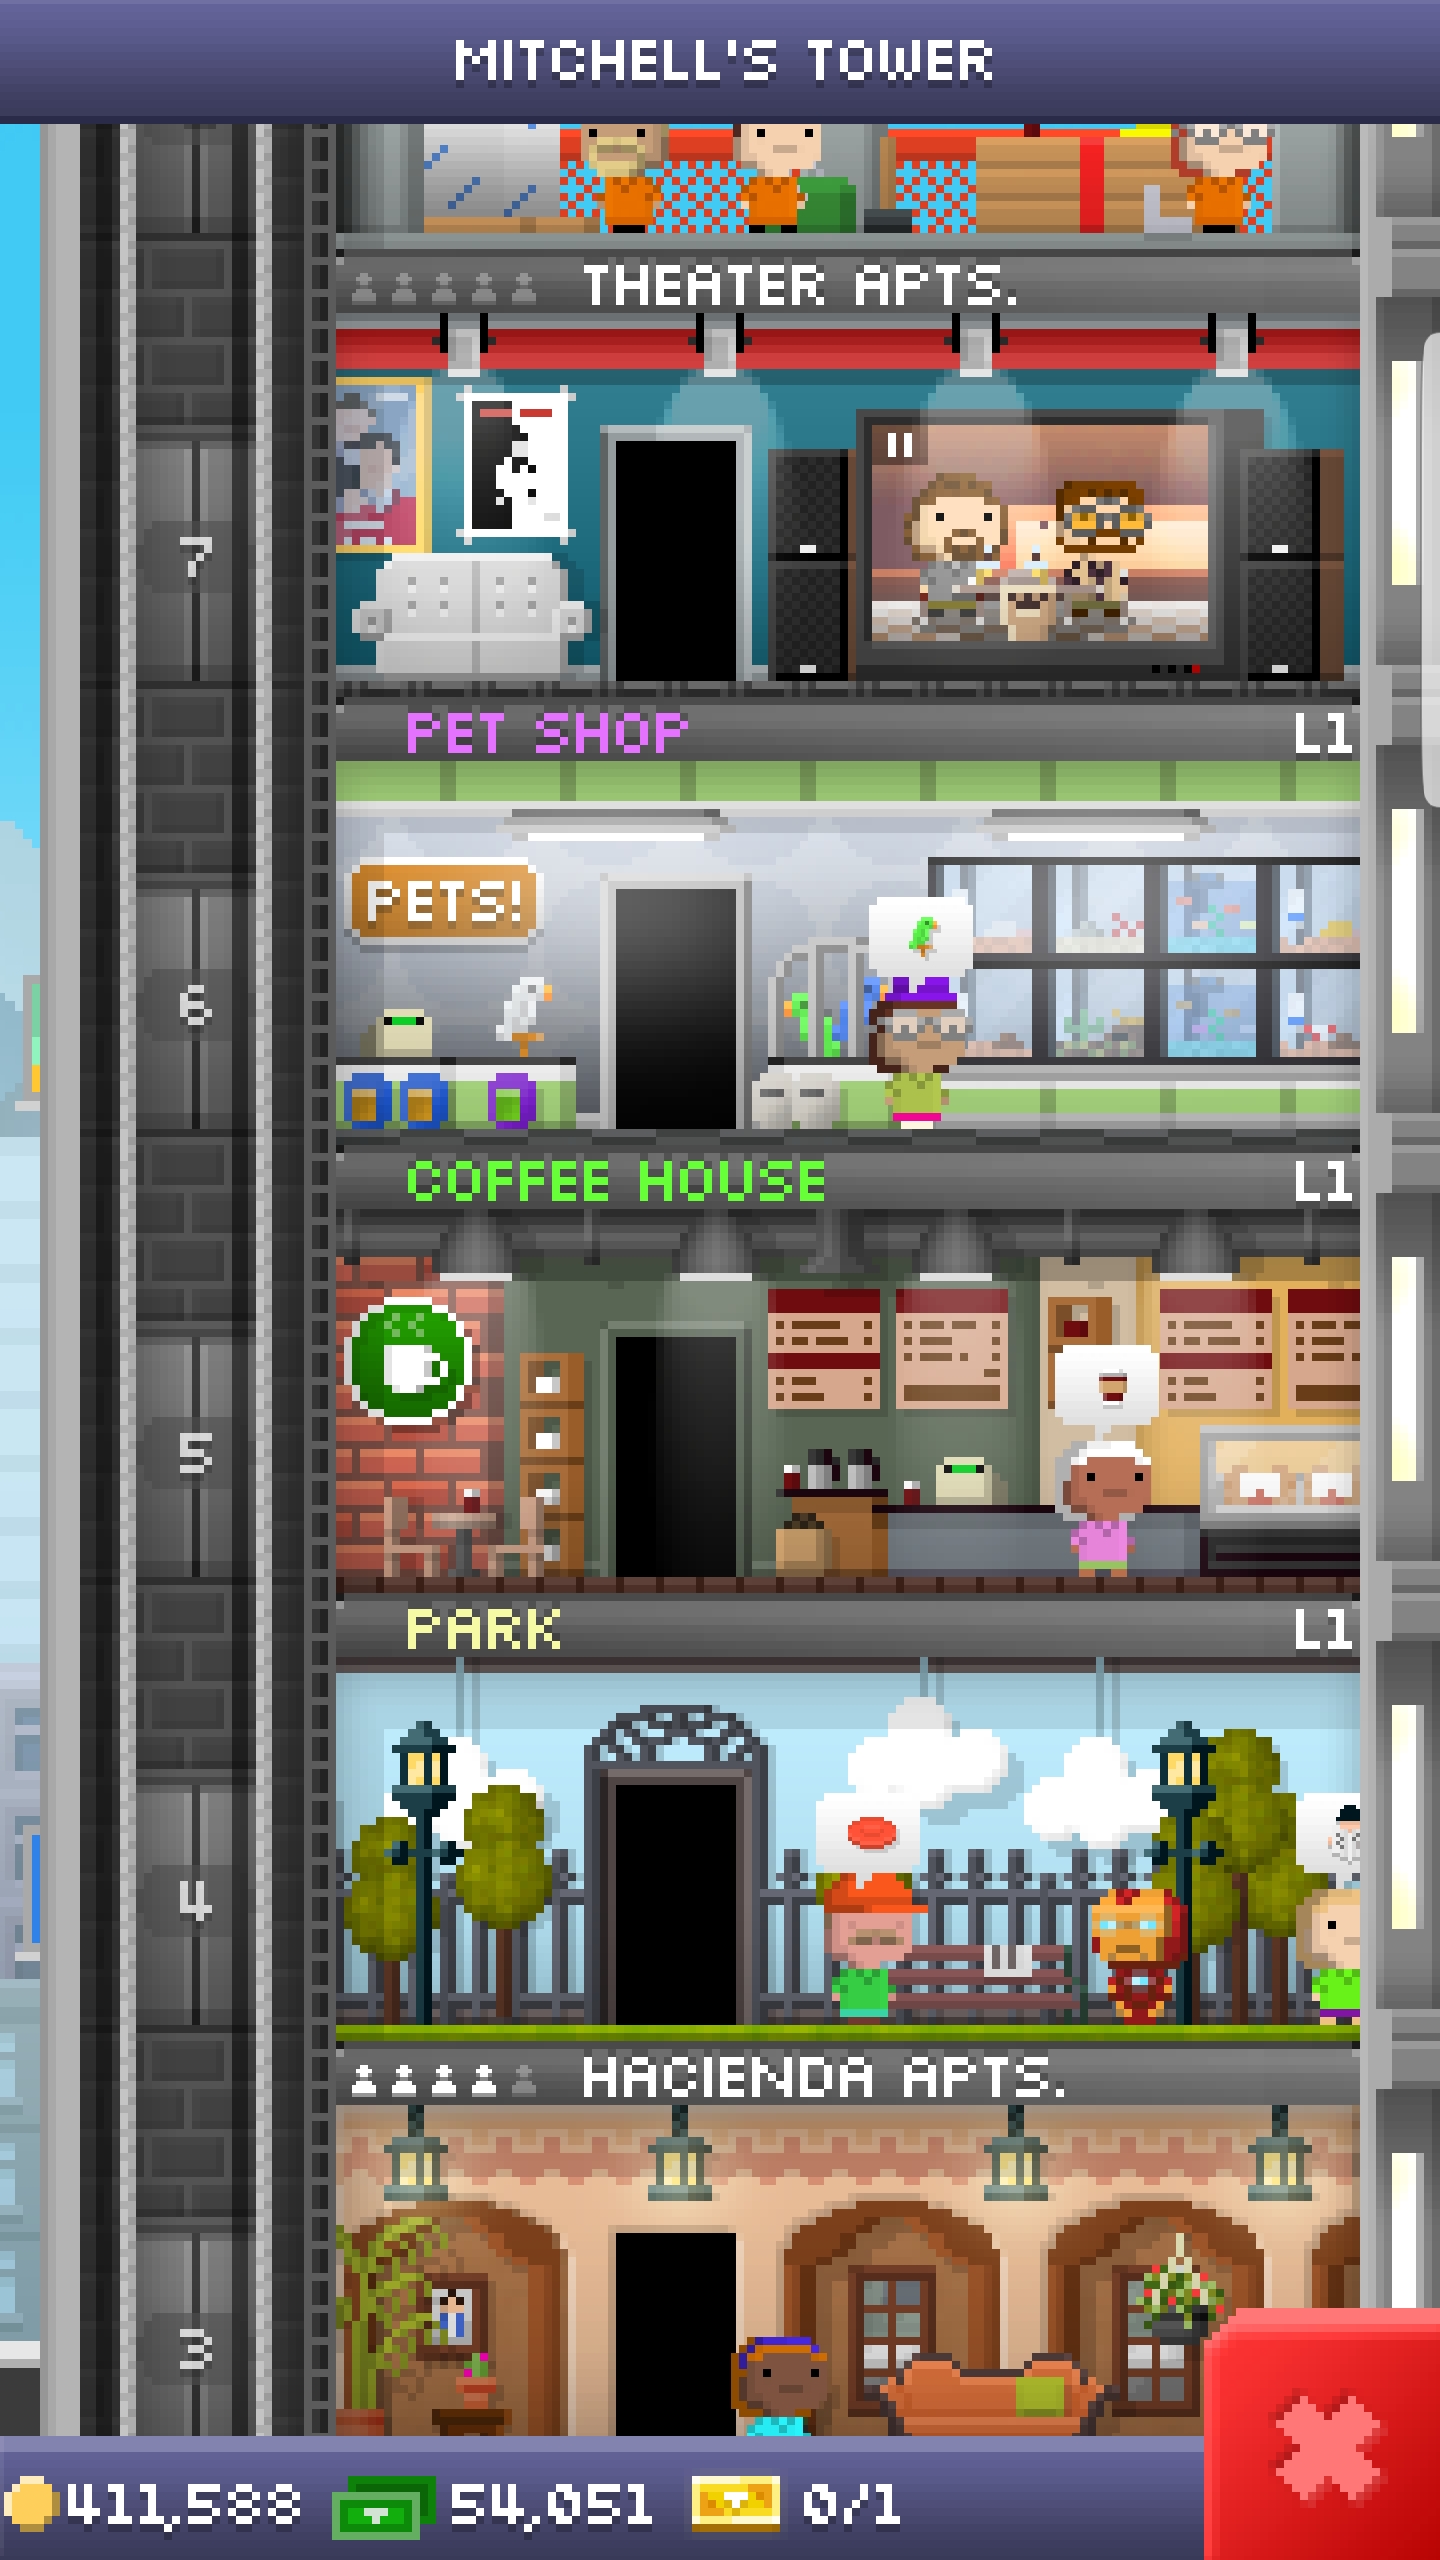 MITCHELL'S TOWER
THEATER APTS.
7
PET SHOP L1
PETS!
6
COFFEE HOUSE L1
5
PARK L1
4
HACIENDA APTS.
3
411,588 54,051 0/1